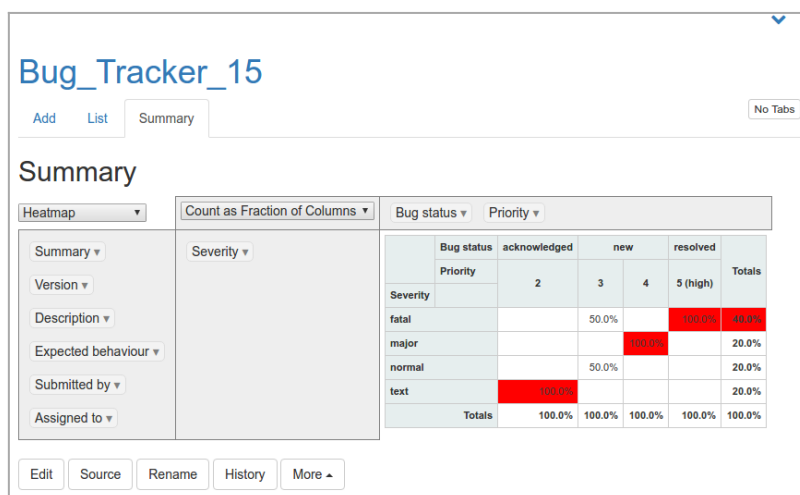 Bug_Tracker_15
Add List Summary
No Tabs
Summary
Heatmap
Count as Fraction of Columns
Bug status Priority
Summary
Version
Description
Expected behaviour
Submitted by
Assigned to
Severity
Bug status acknowledged new resolved Totals
Priority 2 3 4 5 (high)
Severity
fatal 50.0% 100.0% 40.0%
major 100.0% 20.0%
normal 50.0% 20.0%
text 100.0% 20.0%
Totals 100.0% 100.0% 100.0% 100.0% 100.0%
Edit Source Rename History More